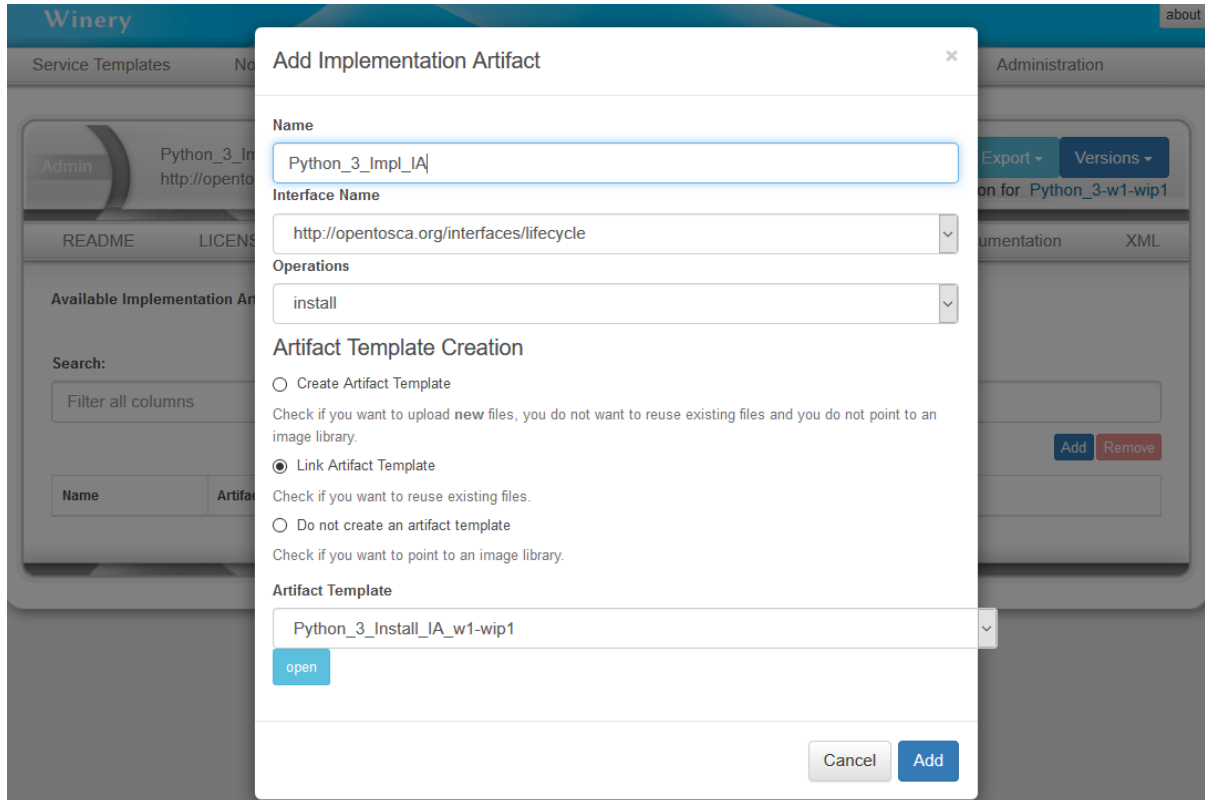 Winery
about
Service Templates
No
Administration
Add Implementation Artifact
×
Name
Python_3_Impl_IA
Interface Name
http://opentosca.org/interfaces/lifecycle
Operations
install
Artifact Template Creation
Create Artifact Template
Check if you want to upload new files, you do not want to reuse existing files and you do not point to an
image library.
Link Artifact Template
Check if you want to reuse existing files.
Do not create an artifact template
Check if you want to point to an image library.
Artifact Template
Python_3_Install_IA_w1-wip1
open
Cancel
Add
Admin
Python_3_Im
http://opento
Export
Versions
on for Python_3-w1-wip1
README
LICENS
umentation
XML
Available Implementation Ar
Search:
Filter all columns
Add
Remove
Name
Artifac